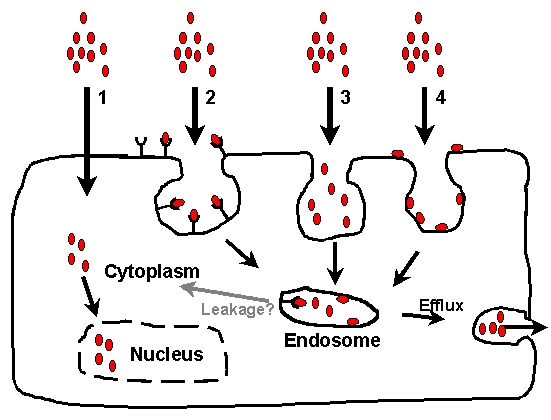 1
2
3
4
Cytoplasm
Leakage?
Efflux
Endosome
Nucleus